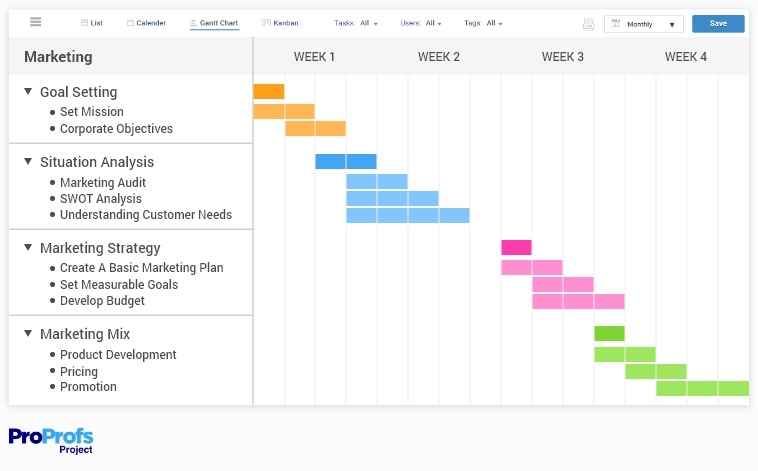 List Calender Gantt Chart Kanban Tasks: All Users: All Tags: All Monthly Save
Marketing WEEK 1 WEEK 2 WEEK 3 WEEK 4
Goal Setting
Set Mission
Corporate Objectives
Situation Analysis
Marketing Audit
SWOT Analysis
Understanding Customer Needs
Marketing Strategy
Create A Basic Marketing Plan
Set Measurable Goals
Develop Budget
Marketing Mix
Product Development
Pricing
Promotion
ProProfs
Project